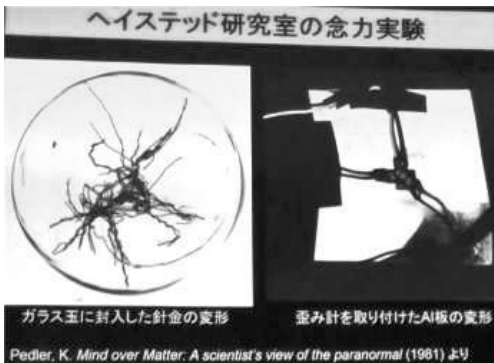 ヘイステッド研究室の念力実験
ガラス玉に封入した針金の変形
歪み計を取り付けたAl板の変形
Pedler, K. Mind over Matter: A scientist's view of the paranormal (1981) より